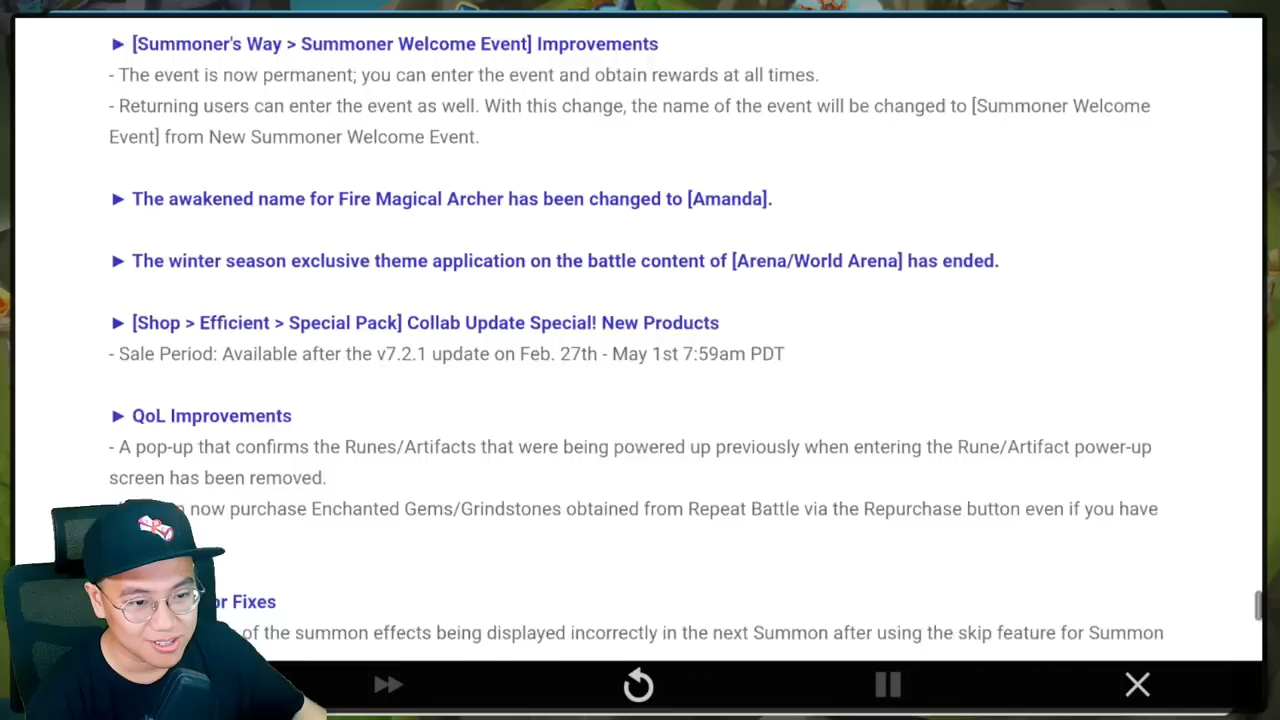 ► [Summoner's Way > Summoner Welcome Event] Improvements
- The event is now permanent; you can enter the event and obtain rewards at all times.
- Returning users can enter the event as well. With this change, the name of the event will be changed to [Summoner Welcome
Event] from New Summoner Welcome Event.
► The awakened name for Fire Magical Archer has been changed to [Amanda].
► The winter season exclusive theme application on the battle content of [Arena/World Arena] has ended.
► [Shop > Efficient > Special Pack] Collab Update Special! New Products
- Sale Period: Available after the v7.2.1 update on Feb. 27th - May 1st 7:59am PDT
► QoL Improvements
- A pop-up that confirms the Runes/Artifacts that were being powered up previously when entering the Rune/Artifact power-up
screen has been removed.
now purchase Enchanted Gems/Grindstones obtained from Repeat Battle via the Repurchase button even if you have
Fixes
of the summon effects being displayed incorrectly in the next Summon after using the skip feature for Summon